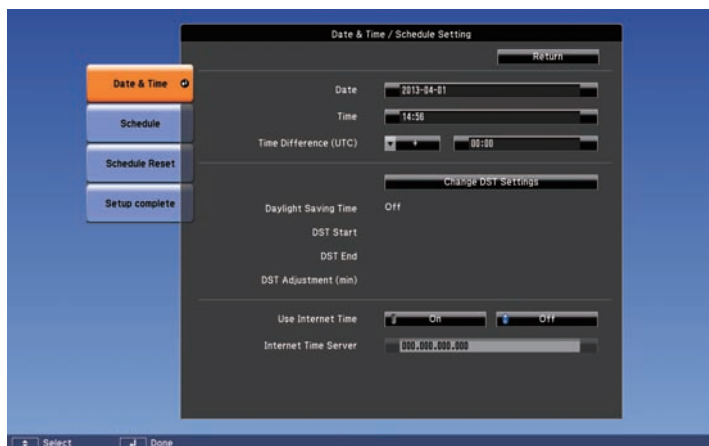 Date & Time / Schedule Setting
Return
Date & Time
Schedule
Schedule Reset
Setup complete
Date 2013-04-01
Time 14:56
Time Difference (UTC) + 00:00
Change DST Settings
Daylight Saving Time Off
DST Start
DST End
DST Adjustment (min)
Use Internet Time On Off
Internet Time Server 000.000.000.000
Select Done